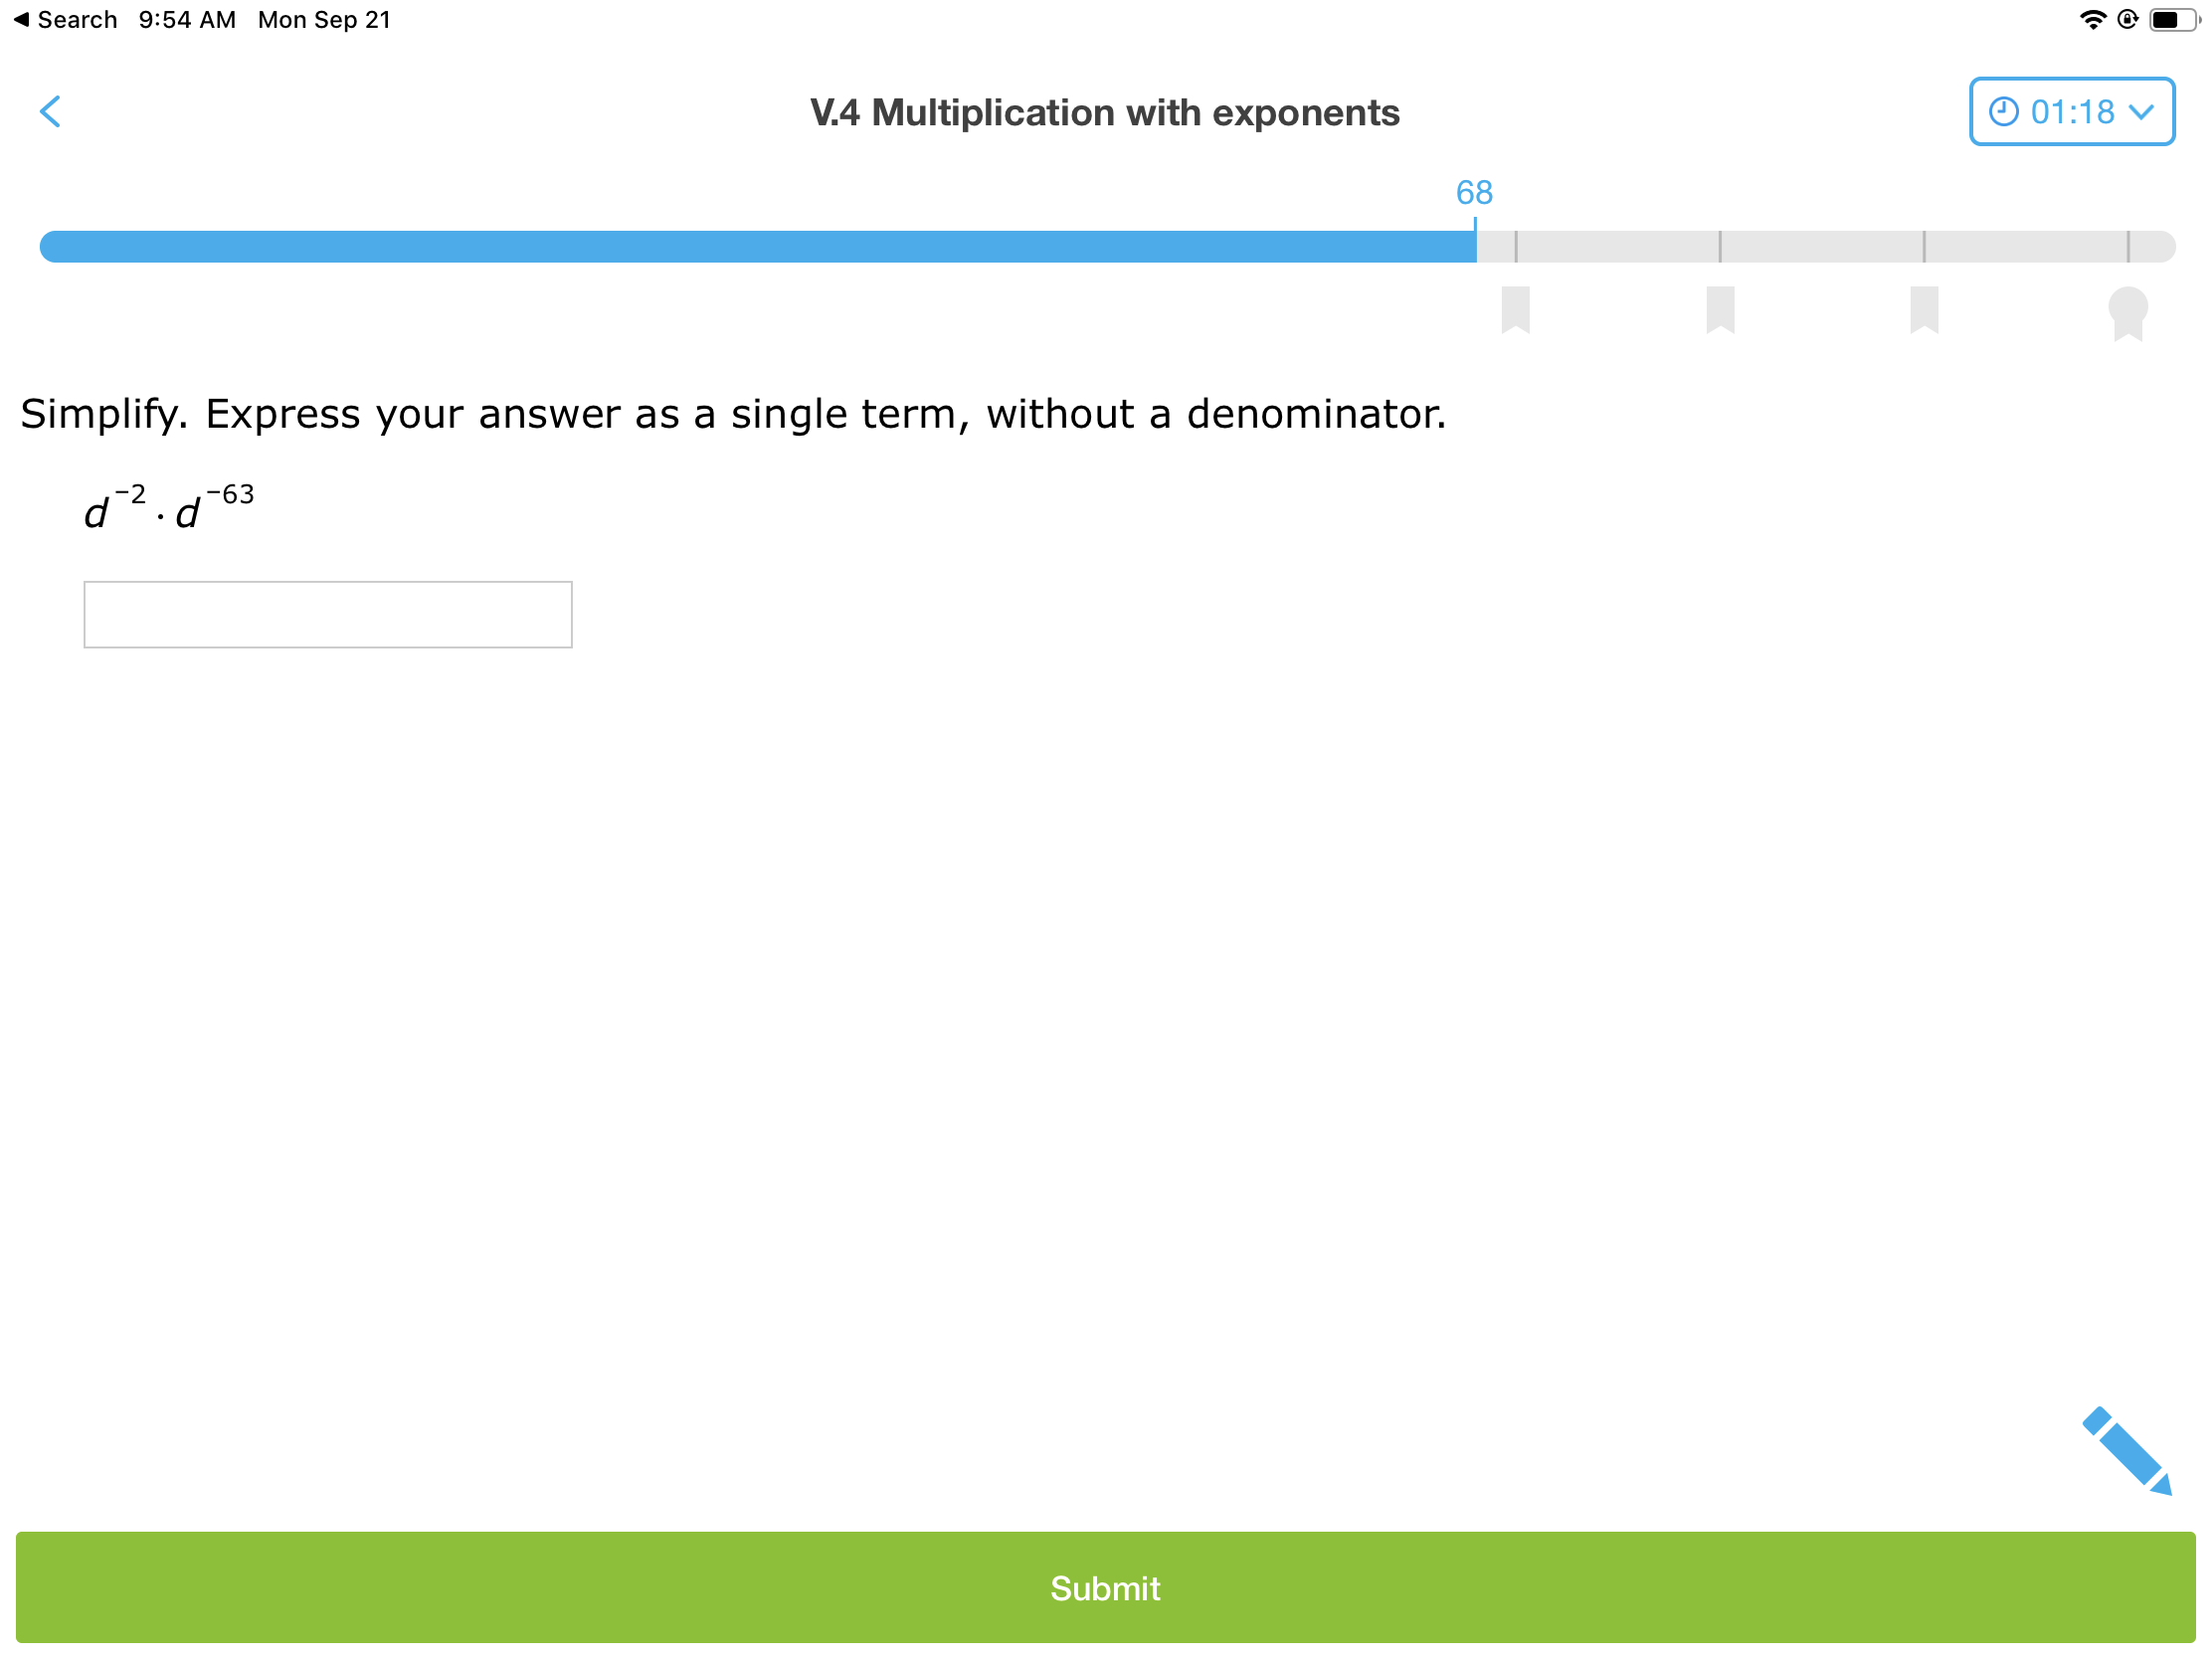 Search 9:54 AM Mon Sep 21
V.4 Multiplication with exponents
01:18
68
Simplify. Express your answer as a single term, without a denominator.
d⁻² · d⁻⁶³
Submit